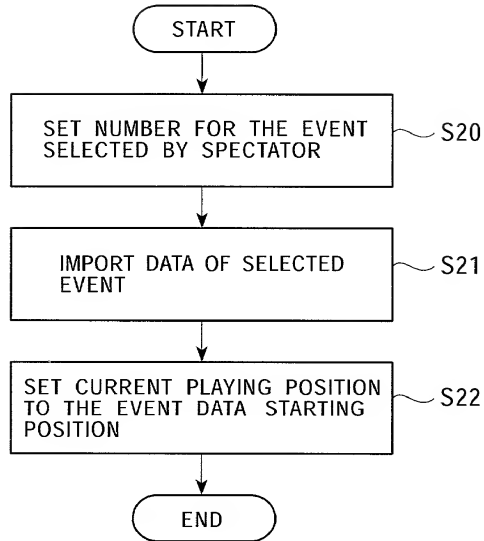 START
SET NUMBER FOR THE EVENT
SELECTED BY SPECTATOR
S20
IMPORT DATA OF SELECTED
EVENT
S21
SET CURRENT PLAYING POSITION
TO THE EVENT DATA STARTING
POSITION
S22
END